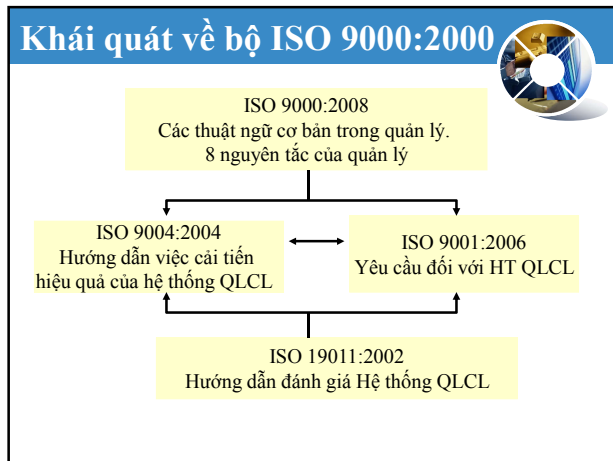 Khái quát về bộ ISO 9000:2000
ISO 9000:2008
Các thuật ngữ cơ bản trong quản lý.
8 nguyên tắc của quản lý
ISO 9004:2004
Hướng dẫn việc cải tiến
hiệu quả của hệ thống QLCL
ISO 9001:2006
Yêu cầu đối với HT QLCL
ISO 19011:2002
Hướng dẫn đánh giá Hệ thống QLCL